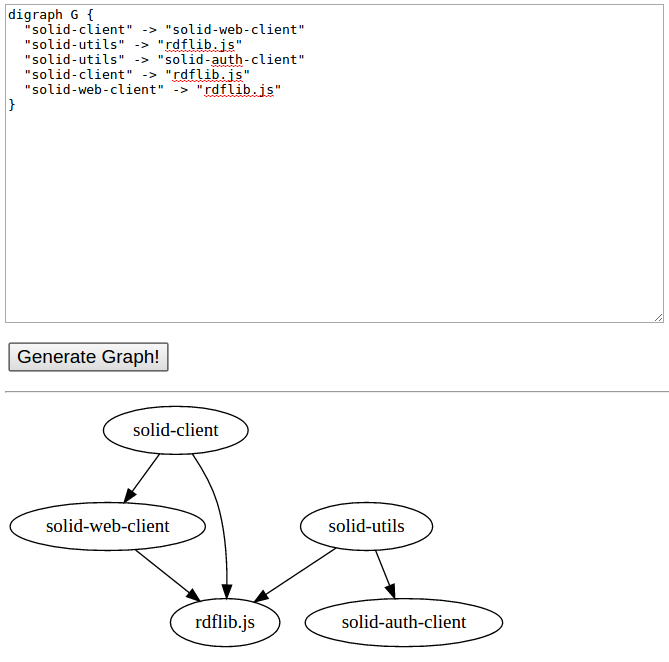 digraph G {
  "solid-client" -> "solid-web-client"
  "solid-utils" -> "rdflib.js"
  "solid-utils" -> "solid-auth-client"
  "solid-client" -> "rdflib.js"
  "solid-web-client" -> "rdflib.js"
}
Generate Graph!
solid-client
solid-web-client
solid-utils
rdflib.js
solid-auth-client